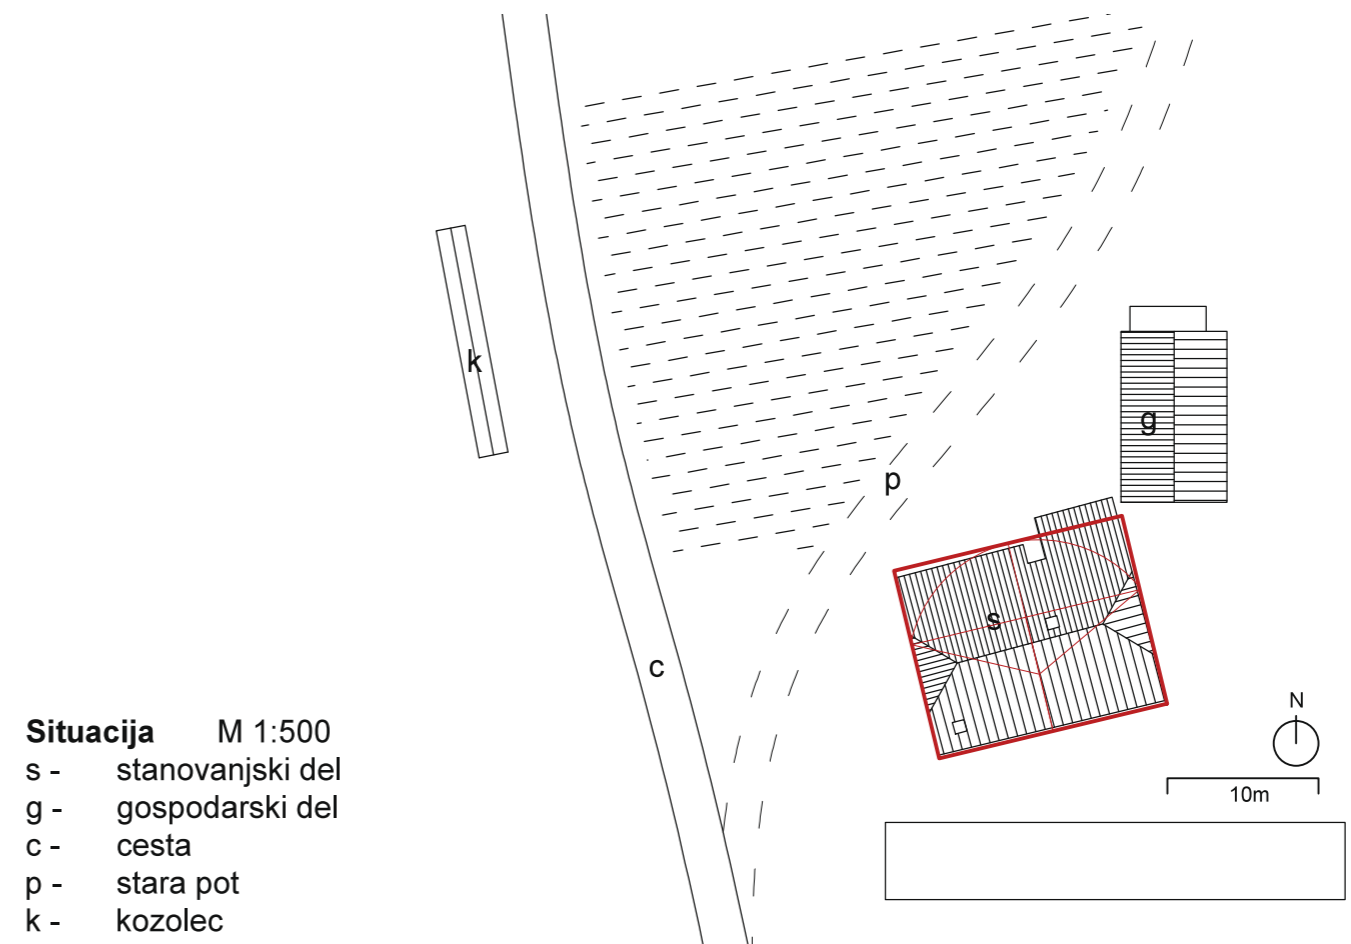 k
g
p
s
c
Situacija M 1:500
s - stanovanjski del
g - gospodarski del
c - cesta
p - stara pot
k - kozolec
N
10m